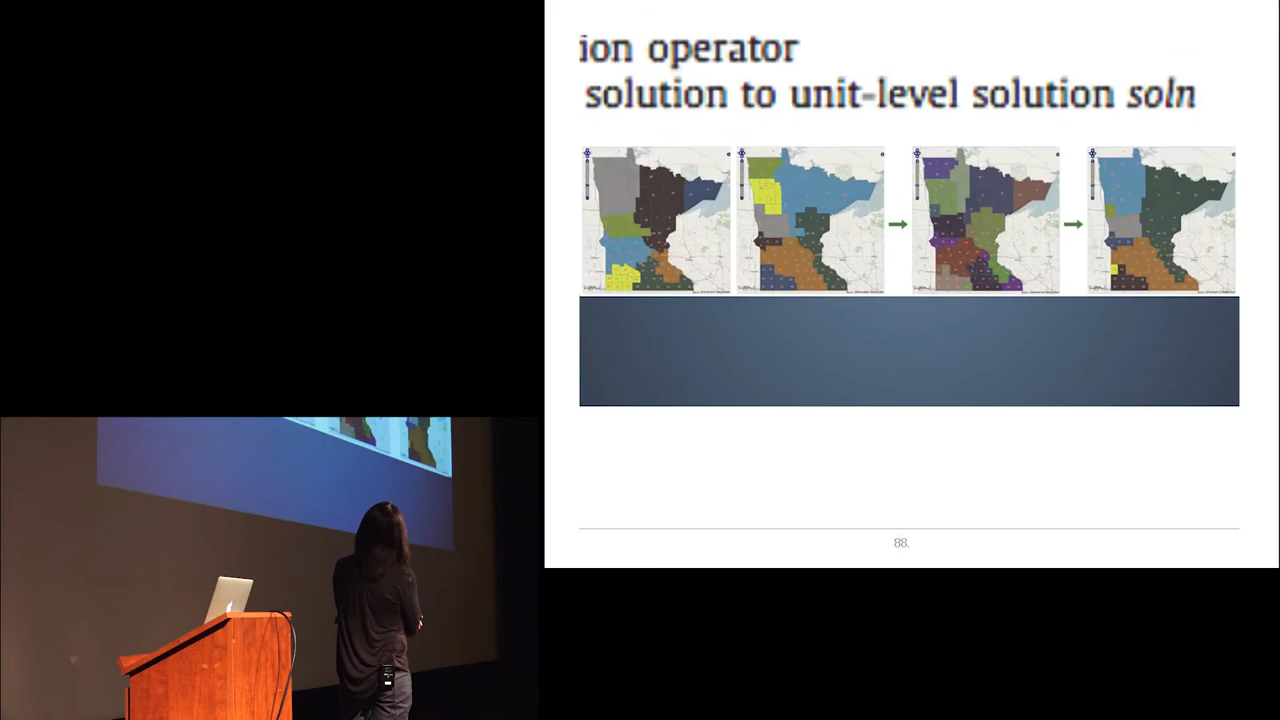 ion operator
solution to unit-level solution soln
88.